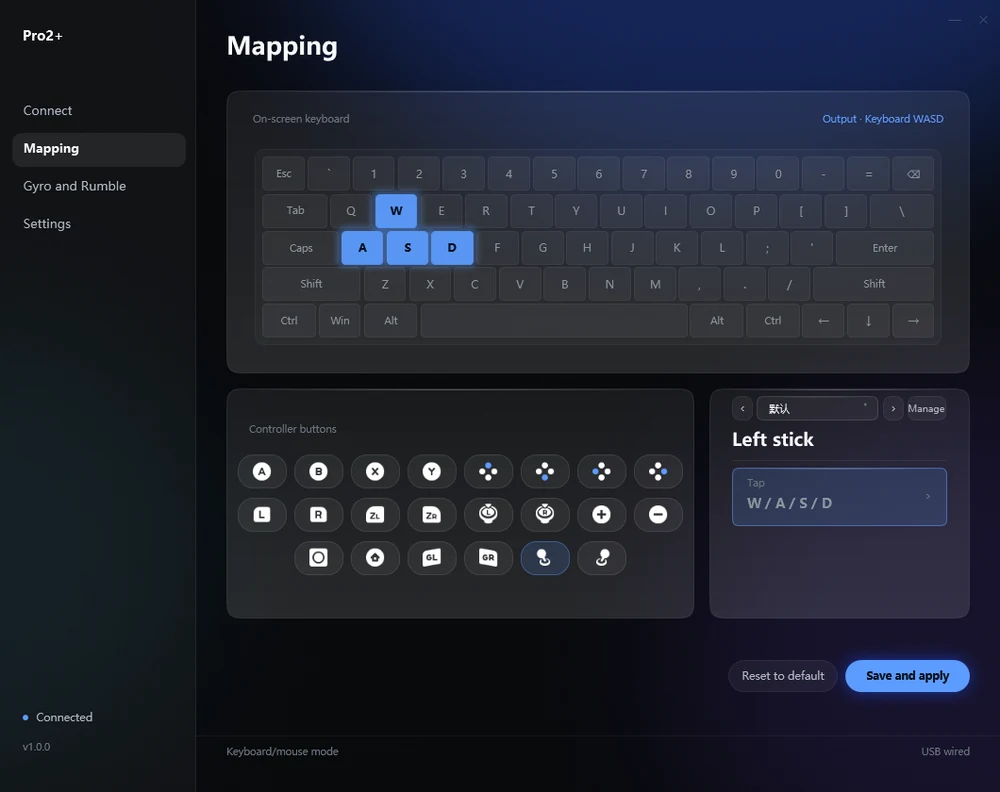 Pro2+
Connect
Mapping
Gyro and Rumble
Settings
Connected
v1.0.0
Mapping
On-screen keyboard
Output · Keyboard WASD
Esc ` 1 2 3 4 5 6 7 8 9 0 - = ⌫
Tab Q W E R T Y U I O P [ ] \
Caps A S D F G H J K L ; ' Enter
Shift Z X C V B N M , . / Shift
Ctrl Win Alt Alt Ctrl ← ↓ →
Controller buttons
A B X Y
L R ZL ZR L R + −
GL GR
‹ 默认 › Manage
Left stick
Tap
W / A / S / D ›
Reset to default
Save and apply
Keyboard/mouse mode
USB wired